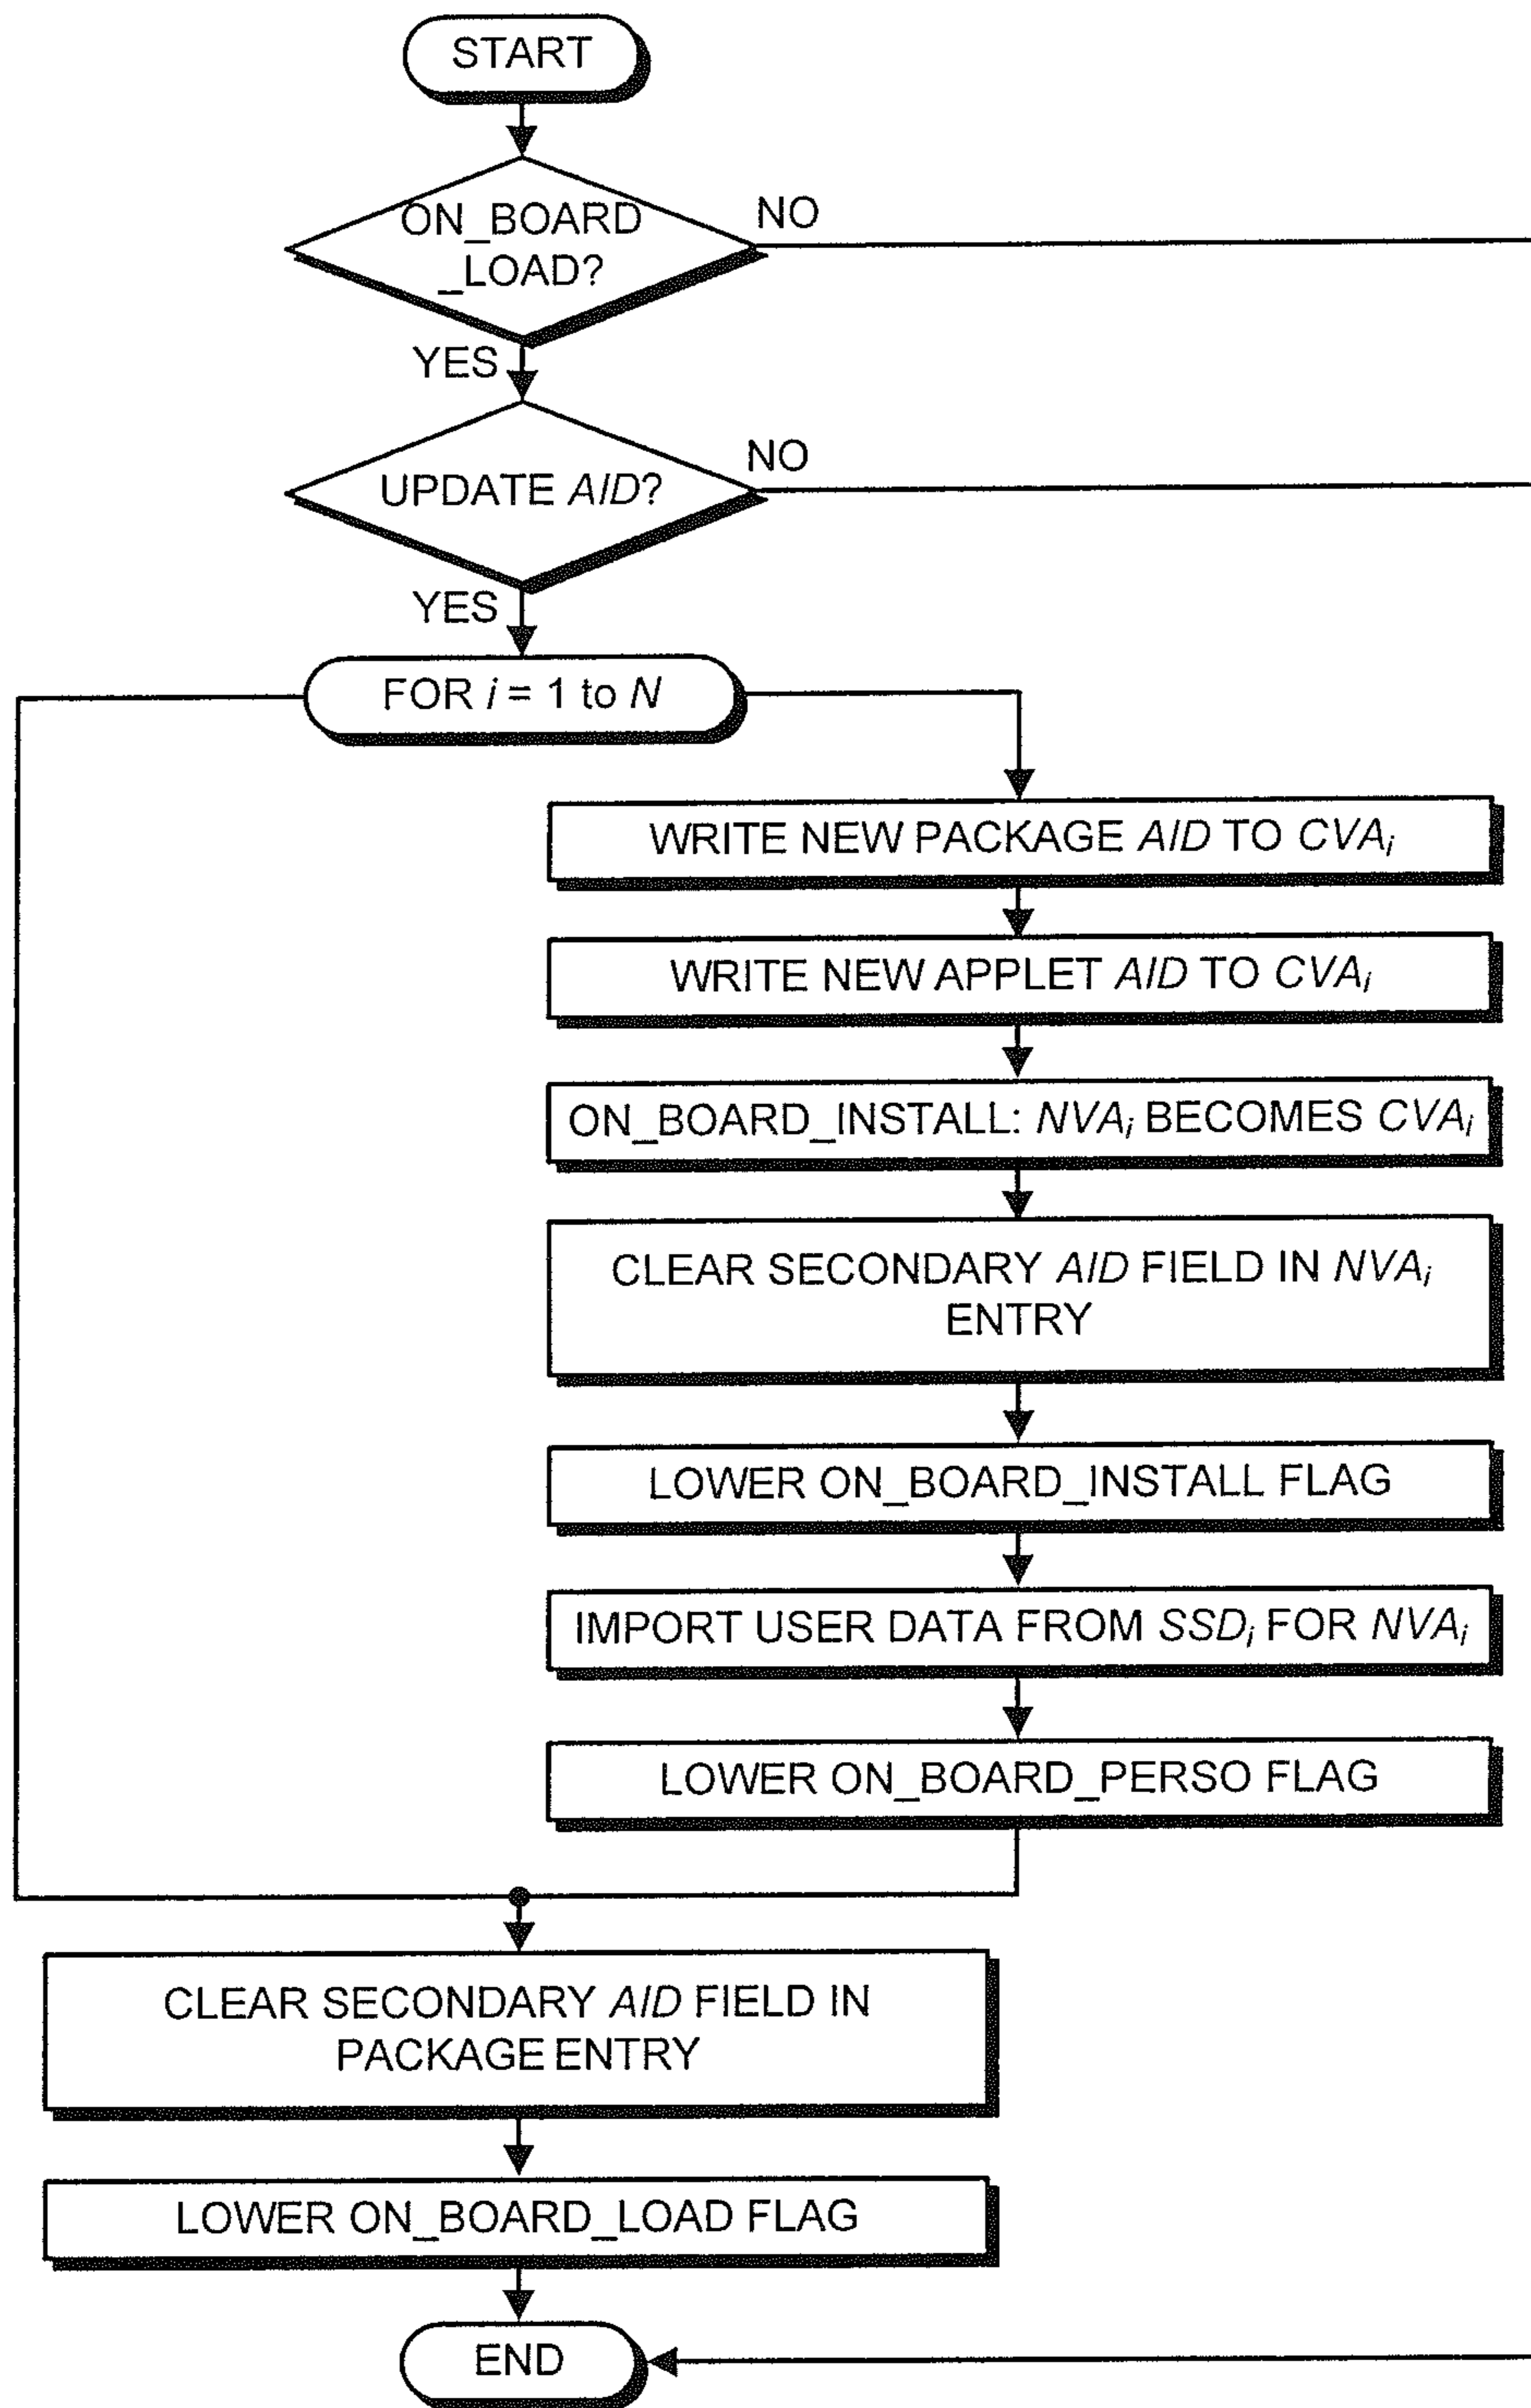 START
ON_BOARD
_LOAD?
NO
YES
UPDATE AID?
NO
YES
FOR i = 1 to N
WRITE NEW PACKAGE AID TO CVAi
WRITE NEW APPLET AID TO CVAi
ON_BOARD_INSTALL: NVAi BECOMES CVAi
CLEAR SECONDARY AID FIELD IN NVAi
ENTRY
LOWER ON_BOARD_INSTALL FLAG
IMPORT USER DATA FROM SSDi FOR NVAi
LOWER ON_BOARD_PERSO FLAG
CLEAR SECONDARY AID FIELD IN
PACKAGE ENTRY
LOWER ON_BOARD_LOAD FLAG
END